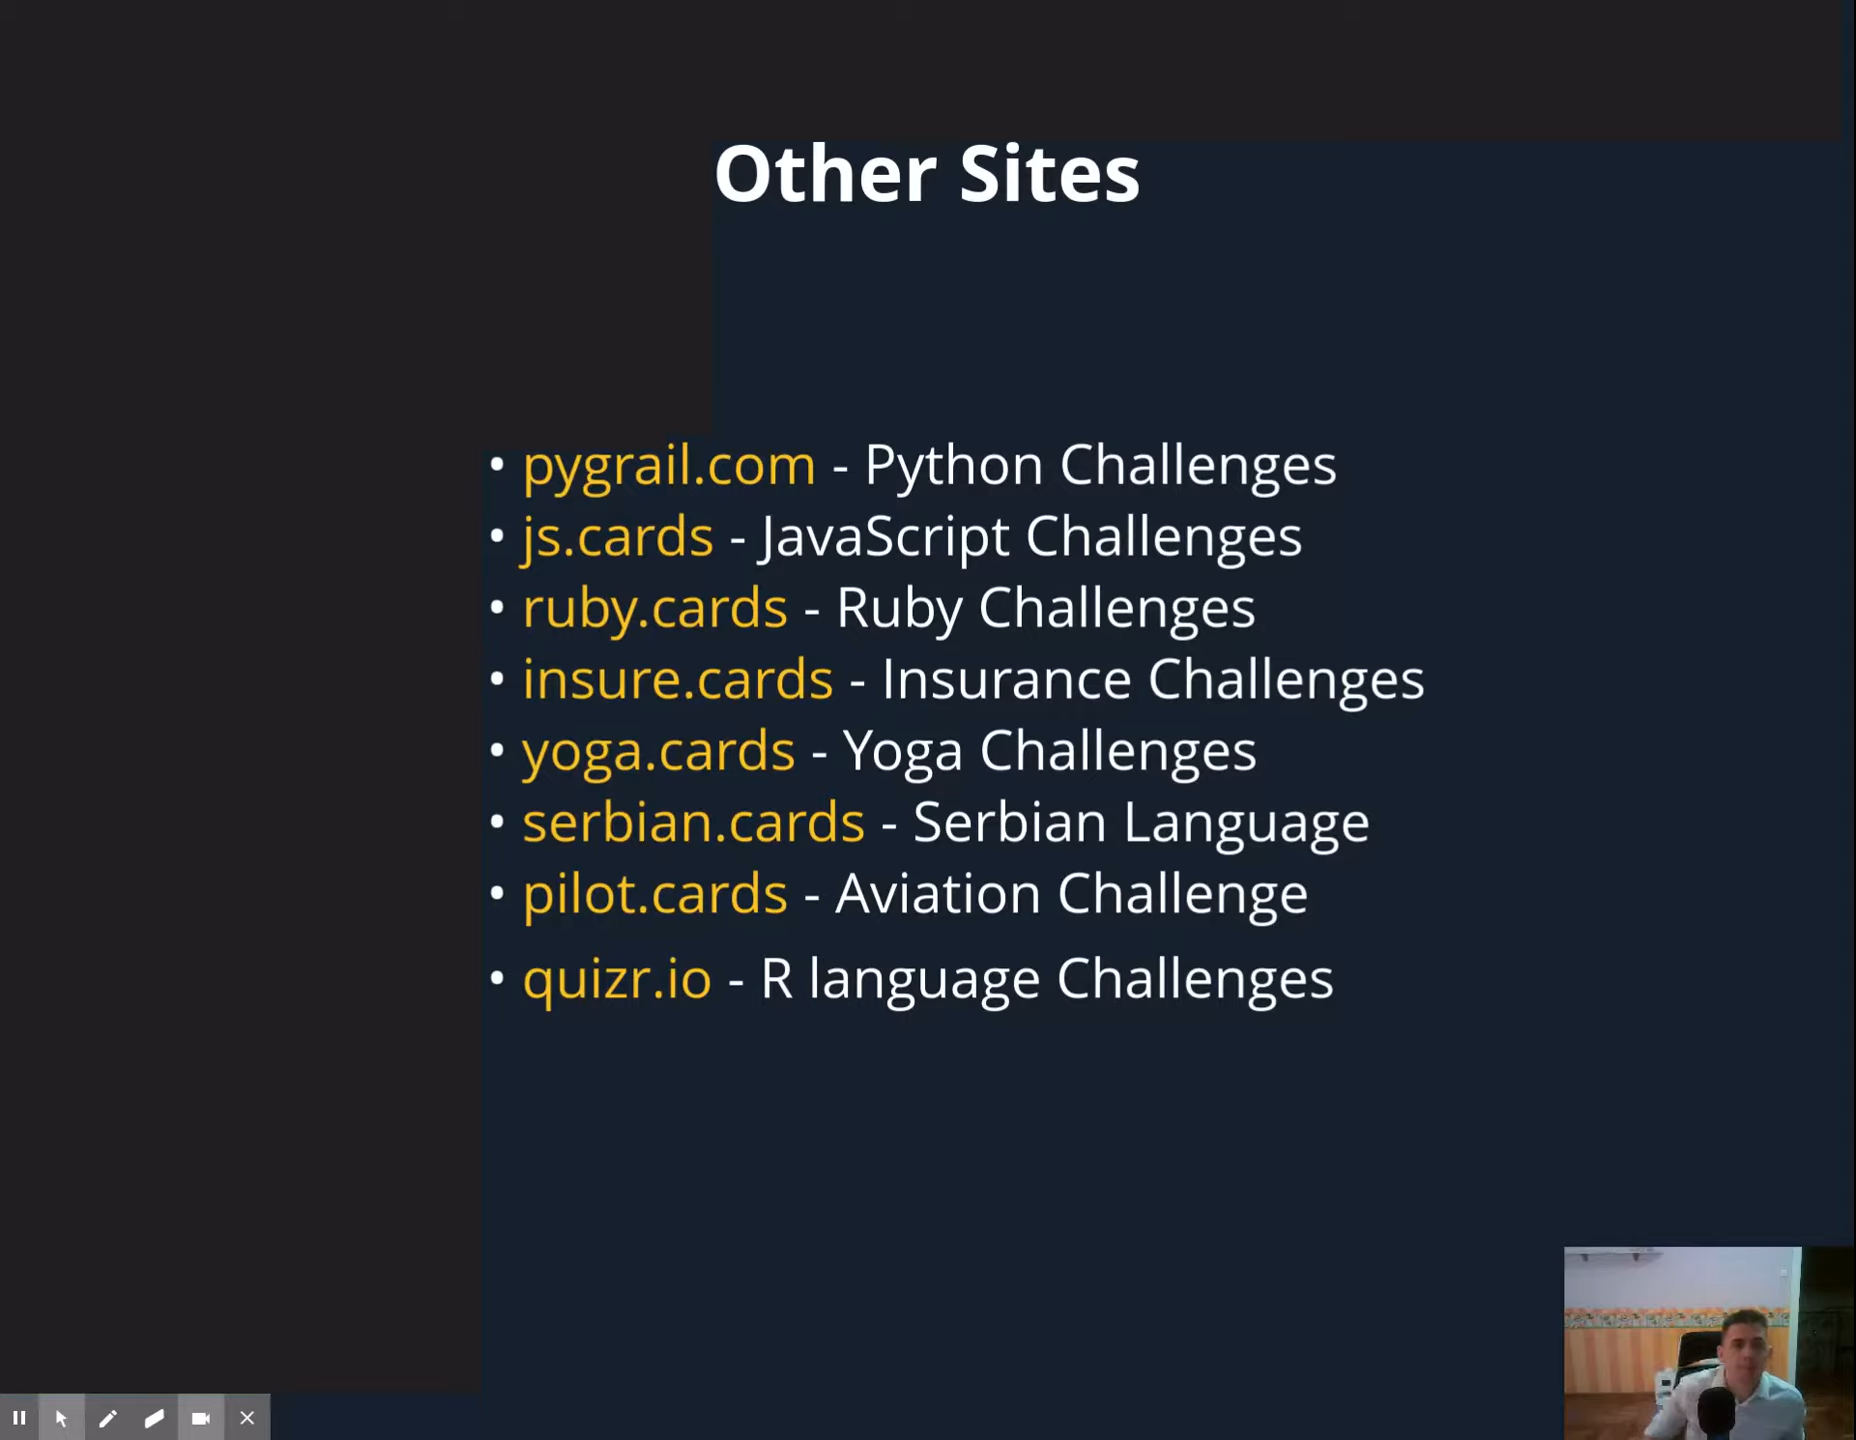 Other Sites
• pygrail.com - Python Challenges
• js.cards - JavaScript Challenges
• ruby.cards - Ruby Challenges
• insure.cards - Insurance Challenges
• yoga.cards - Yoga Challenges
• serbian.cards - Serbian Language
• pilot.cards - Aviation Challenge
• quizr.io - R language Challenges